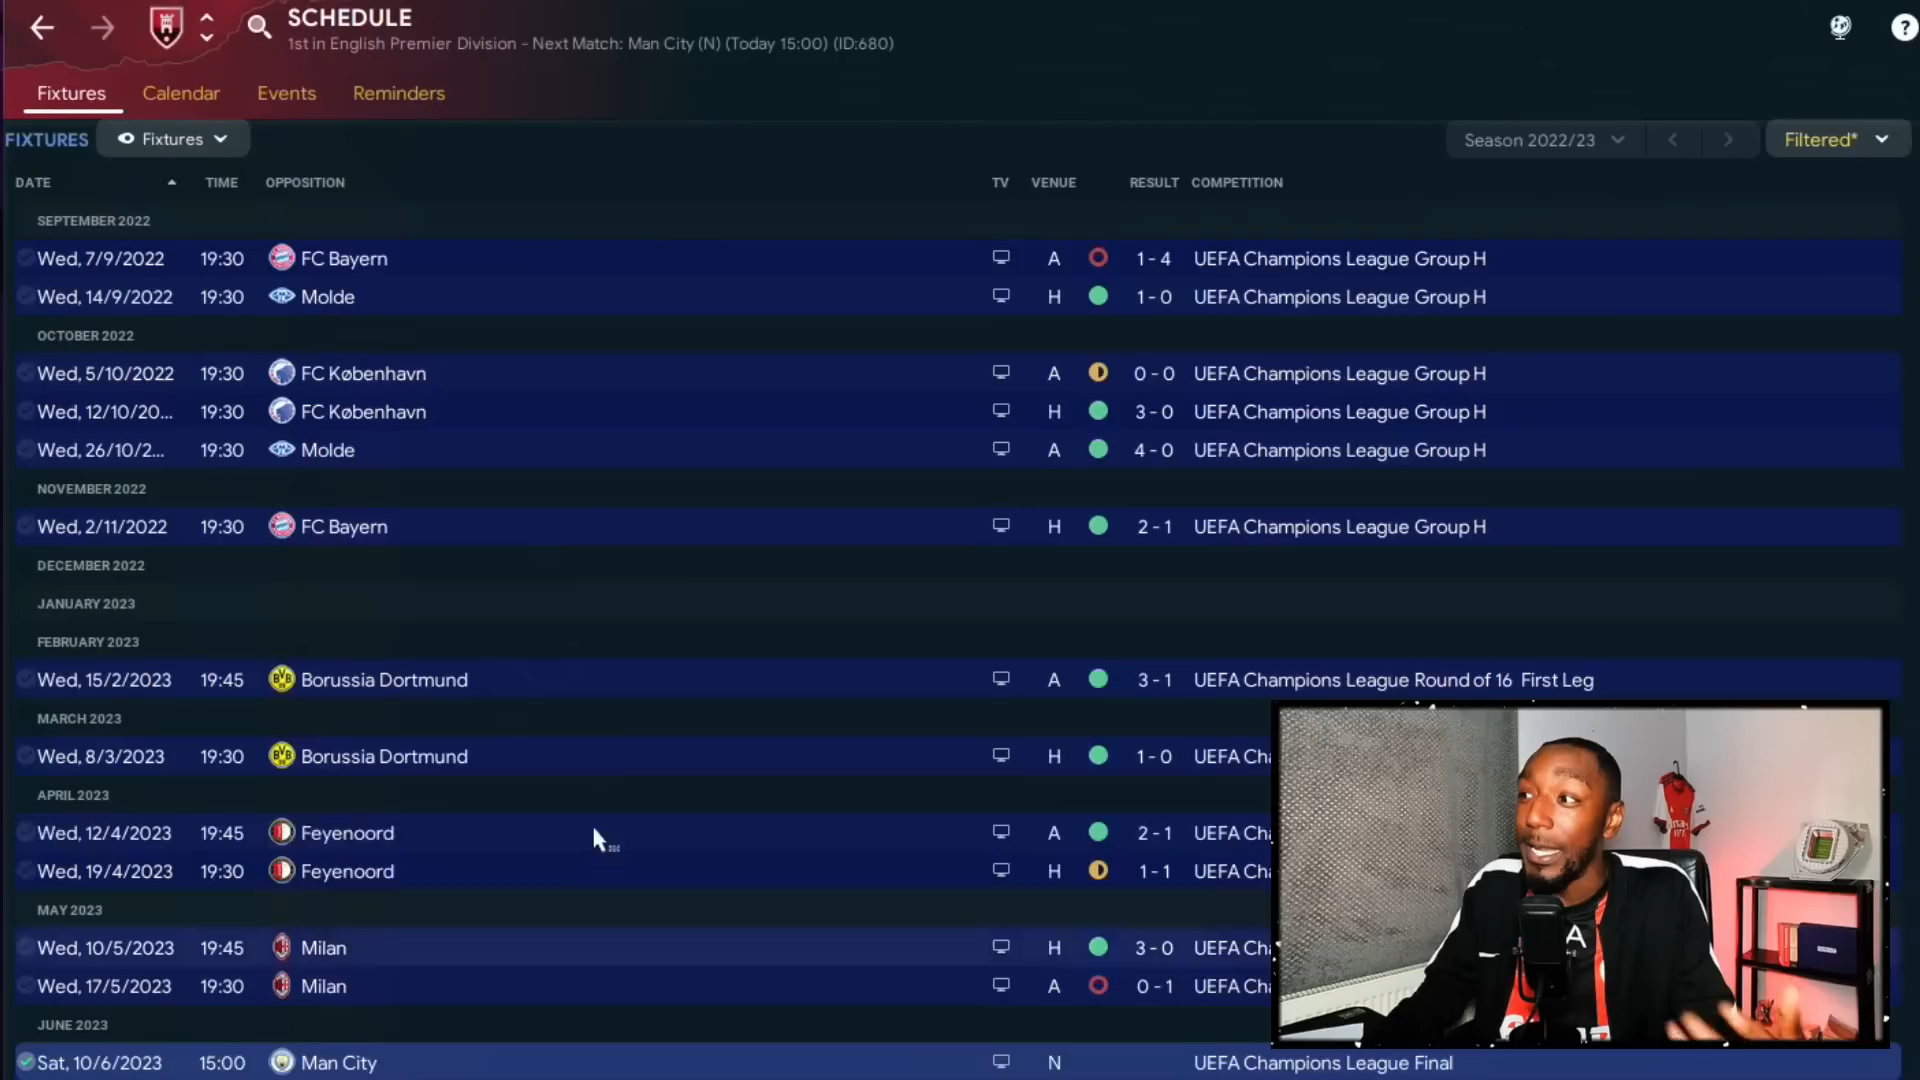 SCHEDULE
1st in English Premier Division - Next Match: Man City (N) (Today 15:00) (ID:680)
Fixtures Calendar Events Reminders
FIXTURES Fixtures Season 2022/23 Filtered*
DATE TIME OPPOSITION TV VENUE RESULT COMPETITION
SEPTEMBER 2022
Wed, 7/9/2022 19:30 FC Bayern A 1 - 4 UEFA Champions League Group H
Wed, 14/9/2022 19:30 Molde H 1 - 0 UEFA Champions League Group H
OCTOBER 2022
Wed, 5/10/2022 19:30 FC København A 0 - 0 UEFA Champions League Group H
Wed, 12/10/20... 19:30 FC København H 3 - 0 UEFA Champions League Group H
Wed, 26/10/2... 19:30 Molde A 4 - 0 UEFA Champions League Group H
NOVEMBER 2022
Wed, 2/11/2022 19:30 FC Bayern H 2 - 1 UEFA Champions League Group H
DECEMBER 2022
JANUARY 2023
FEBRUARY 2023
Wed, 15/2/2023 19:45 Borussia Dortmund A 3 - 1 UEFA Champions League Round of 16 First Leg
MARCH 2023
Wed, 8/3/2023 19:30 Borussia Dortmund H 1 - 0 UEFA Cha
APRIL 2023
Wed, 12/4/2023 19:45 Feyenoord A 2 - 1 UEFA Cha
Wed, 19/4/2023 19:30 Feyenoord H 1 - 1 UEFA Cha
MAY 2023
Wed, 10/5/2023 19:45 Milan H 3 - 0 UEFA Cha
Wed, 17/5/2023 19:30 Milan A 0 - 1 UEFA Cha
JUNE 2023
Sat, 10/6/2023 15:00 Man City N UEFA Champions League Final